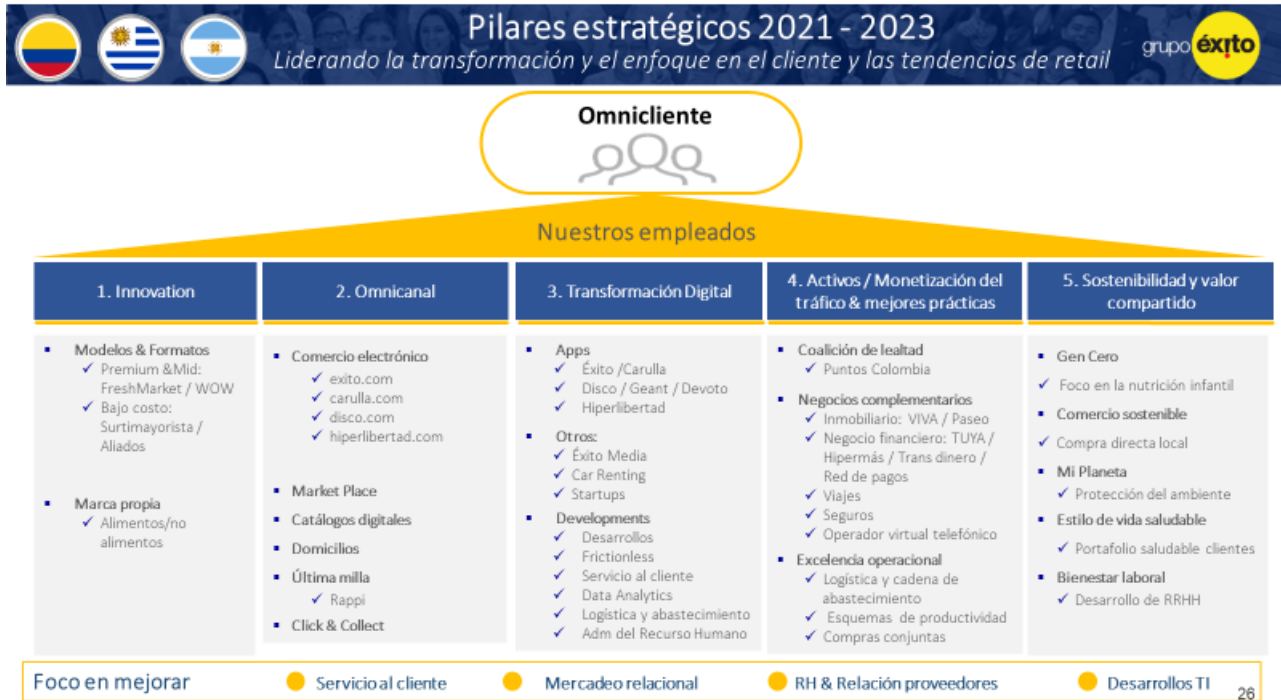 Pilares estratégicos 2021 - 2023
Liderando la transformación y el enfoque en el cliente y las tendencias de retail
grupo éxito
Omnicliente
Nuestros empleados
1. Innovation
Modelos & Formatos
Premium &Mid:
FreshMarket / WOW
Bajo costo:
Surtimayorista /
Aliados
Marca propia
Alimentos/no
alimentos
2. Omnicanal
Comercio electrónico
exito.com
carulla.com
disco.com
hiperlibertad.com
Market Place
Catálogos digitales
Domicilios
Última milla
Rappi
Click & Collect
3. Transformación Digital
Apps
Éxito /Carulla
Disco / Geant / Devoto
Hiperlibertad
Otros:
Éxito Media
Car Renting
Startups
Developments
Desarrollos
Frictionless
Servicio al cliente
Data Analytics
Logística y abastecimiento
Adm del Recurso Humano
4. Activos / Monetización del
tráfico & mejores prácticas
Coalición de lealtad
Puntos Colombia
Negocios complementarios
Inmobiliario: VIVA / Paseo
Negocio financiero: TUYA /
Hipermás / Trans dinero /
Red de pagos
Viajes
Seguros
Operador virtual telefónico
Excelencia operacional
Logística y cadena de
abastecimiento
Esquemas de productividad
Compras conjuntas
5. Sostenibilidad y valor
compartido
Gen Cero
Foco en la nutrición infantil
Comercio sostenible
Compra directa local
Mi Planeta
Protección del ambiente
Estilo de vida saludable
Portafolio saludable clientes
Bienestar laboral
Desarrollo de RRHH
Foco en mejorar
Servicio al cliente
Mercadeo relacional
RH & Relación proveedores
Desarrollos TI
26